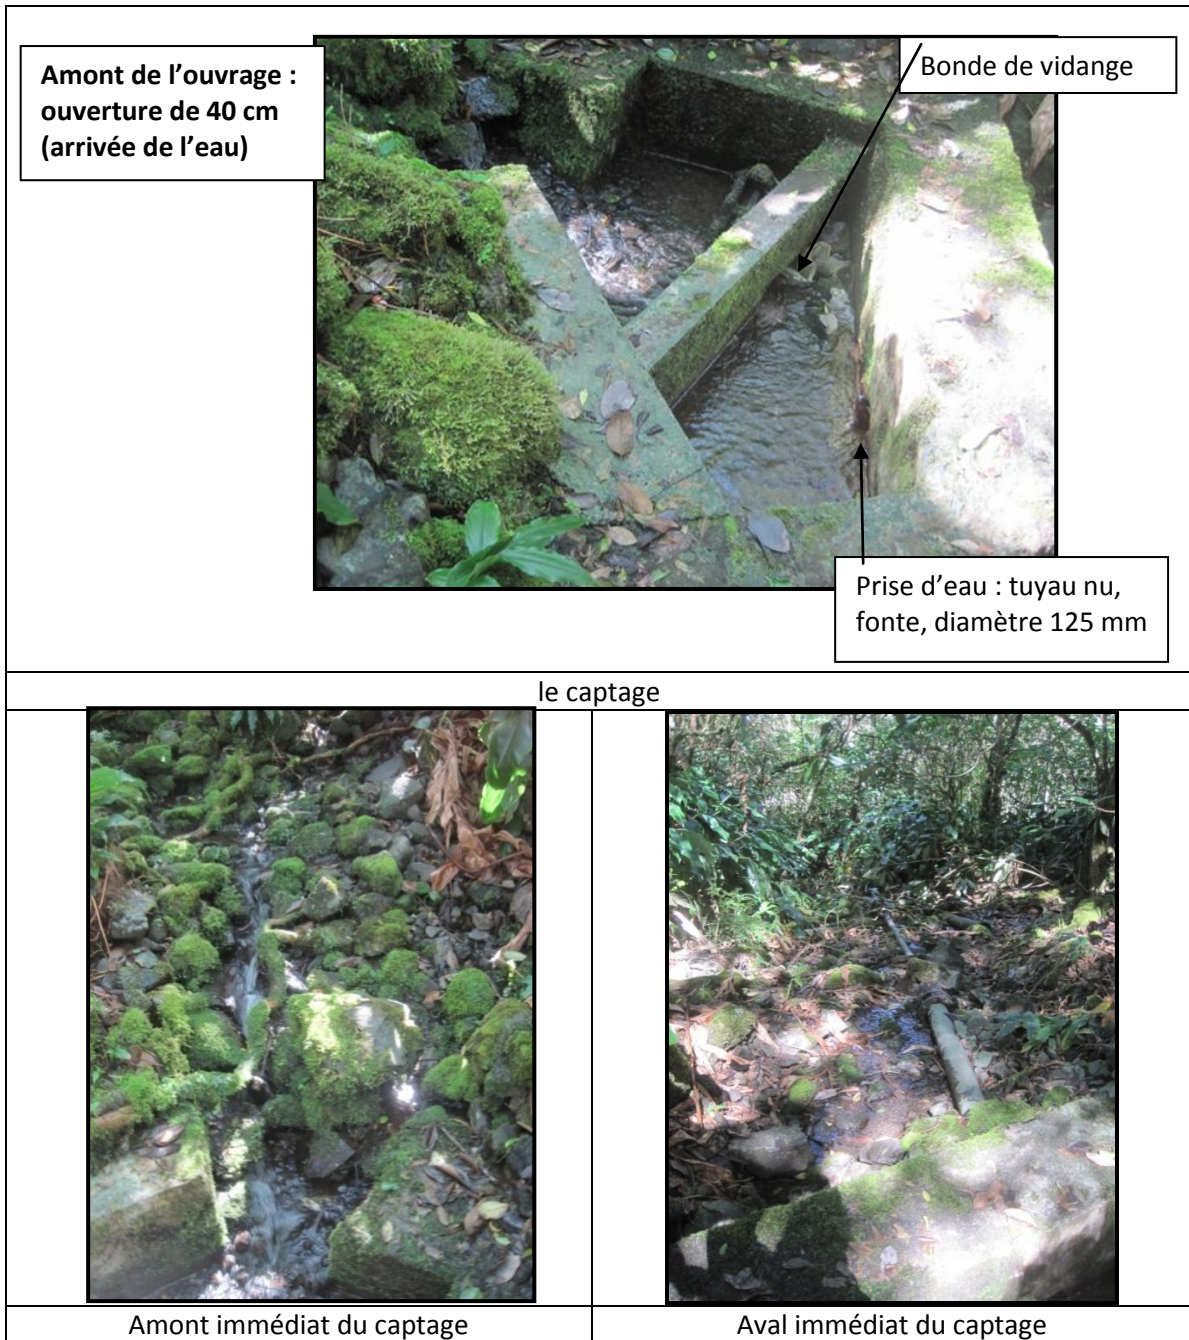 Amont de l’ouvrage :
ouverture de 40 cm
(arrivée de l’eau)
Bonde de vidange
Prise d’eau : tuyau nu,
fonte, diamètre 125 mm
le captage
Amont immédiat du captage
Aval immédiat du captage